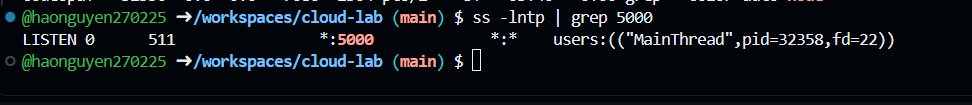 @haonguyen270225 ➜/workspaces/cloud-lab (main) $ ss -lntp | grep 5000
LISTEN 0 511 *:5000 *:* users:(("MainThread",pid=32358,fd=22))
@haonguyen270225 ➜/workspaces/cloud-lab (main) $